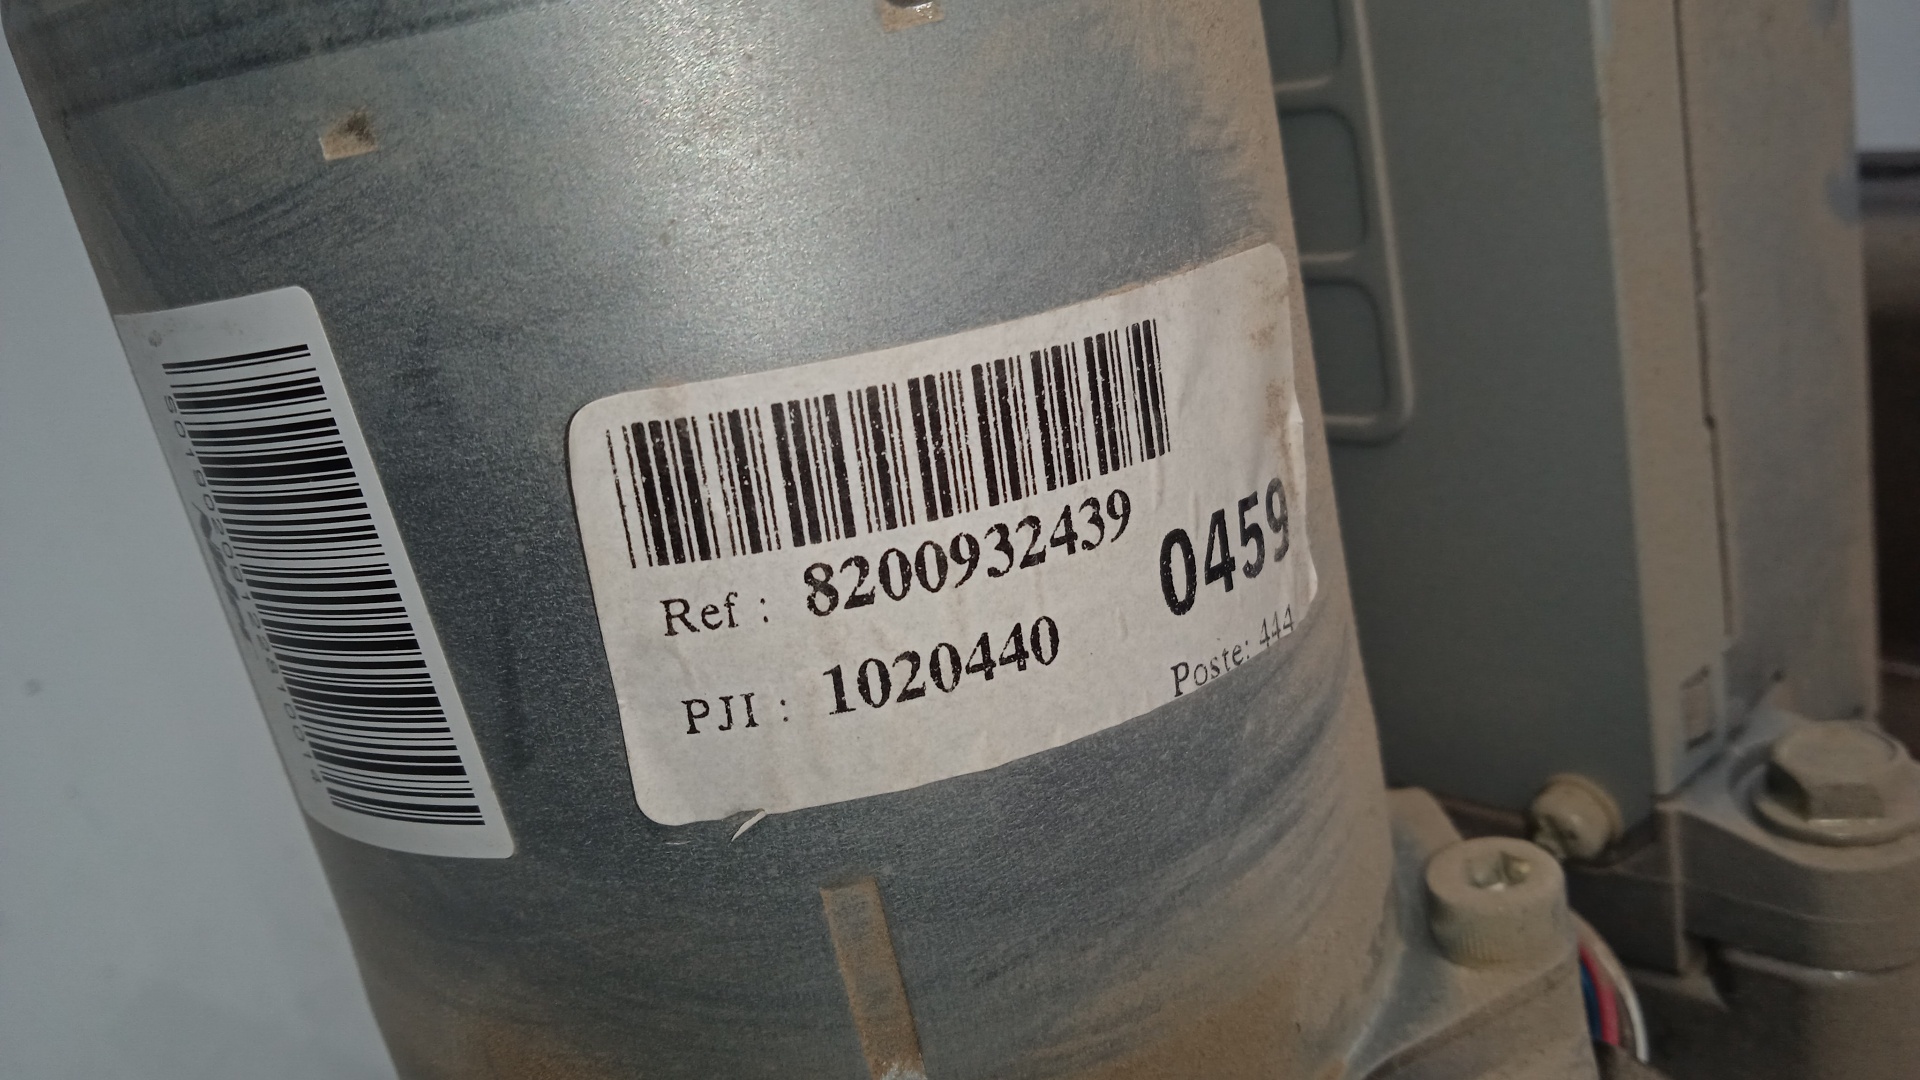 Ref : 8200932439
0459
PJI : 1020440
Poste: 444